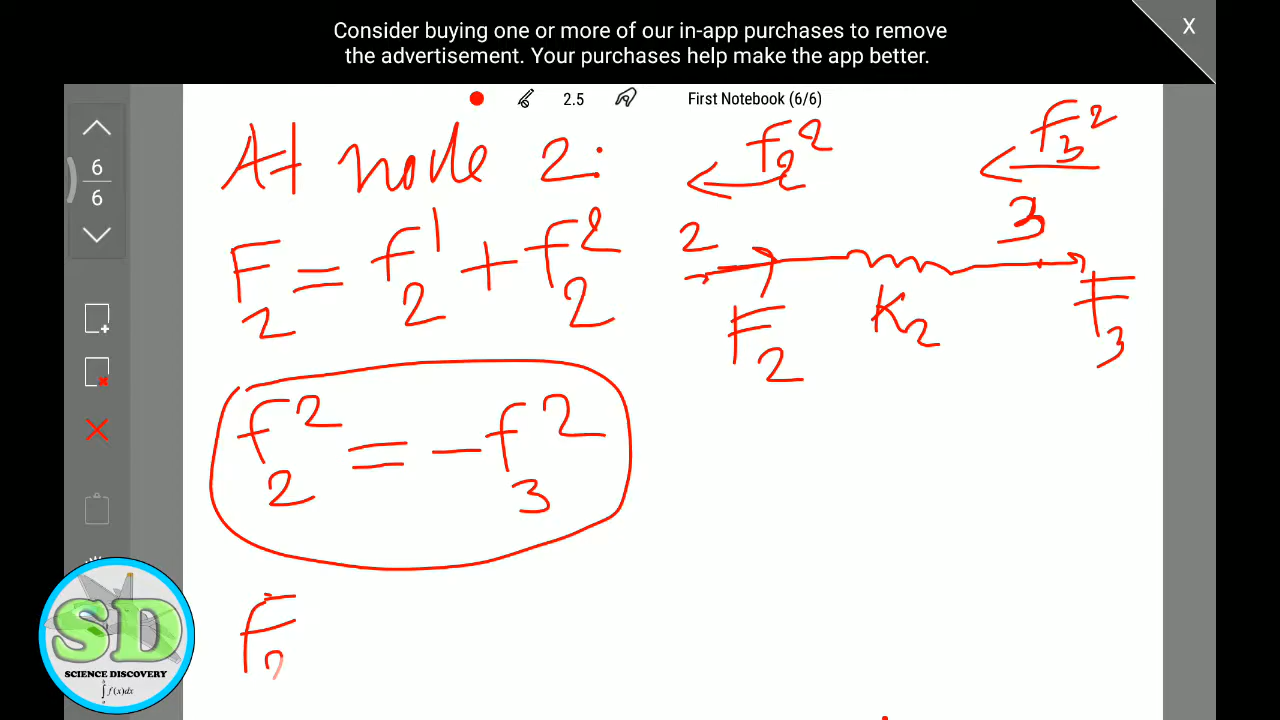 Consider buying one or more of our in-app purchases to remove
the advertisement. Your purchases help make the app better.
X
2.5
First Notebook (6/6)
6
6
At node 2:
F₂ = f₂¹ + f₂²
f₂² = -f₃²
F₂
f₂²
f₃²
2
3
F₂
K₂
F₃
SD
SCIENCE DISCOVERY
∫ f(x)dx